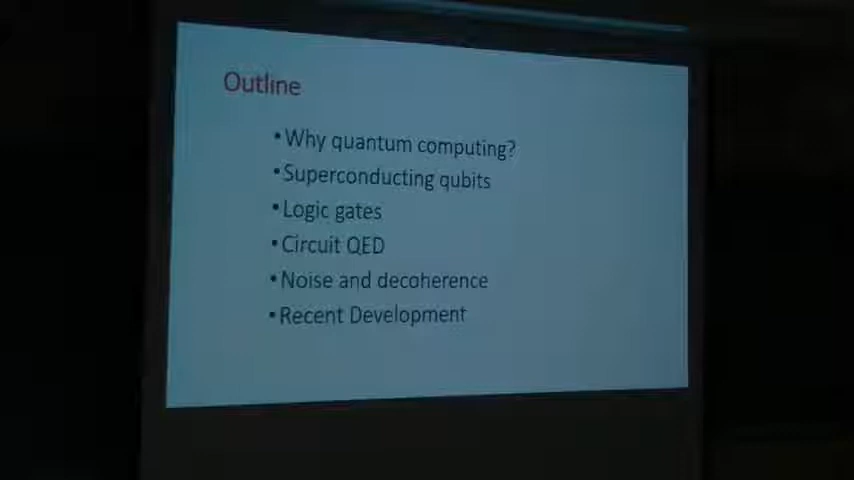 Outline
•Why quantum computing?
•Superconducting qubits
•Logic gates
•Circuit QED
•Noise and decoherence
•Recent Development